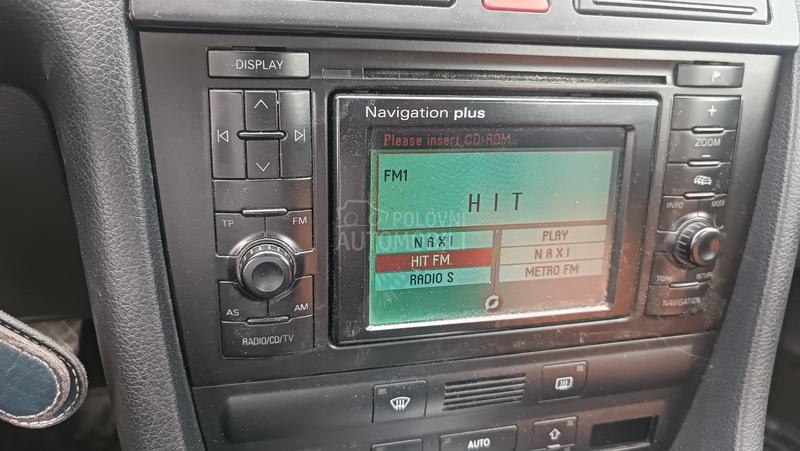 DISPLAY
Navigation plus
Please insert CD-ROM
FM1
HIT
NAXI
PLAY
HIT FM.
NAXI
RADIO S
METRO FM
TP
FM
AS
AM
RADIO/CD/TV
+
ZOOM
-
INFO
MODE
TONE
RETURN
NAVIGATION
POLOVNI
AUTOMOBILI
AUTO